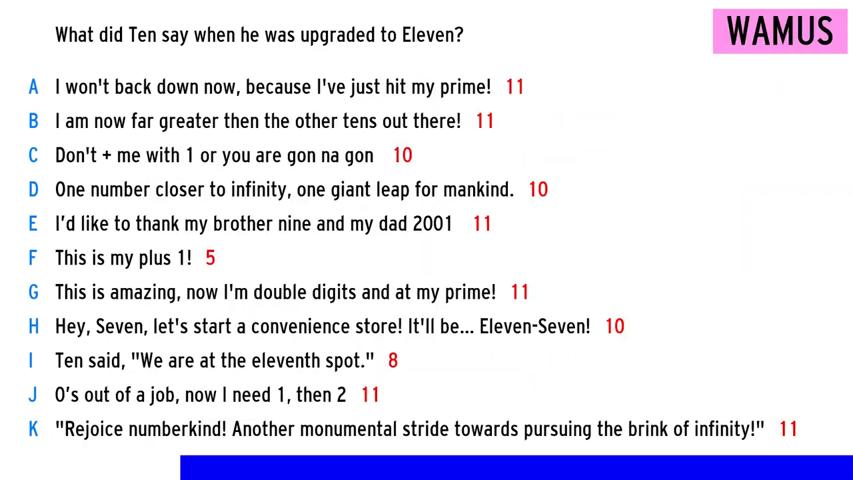 What did Ten say when he was upgraded to Eleven?
WAMUS
A I won't back down now, because I've just hit my prime! 11
B I am now far greater then the other tens out there! 11
C Don't + me with 1 or you are gon na gon 10
D One number closer to infinity, one giant leap for mankind. 10
E I’d like to thank my brother nine and my dad 2001 11
F This is my plus 1! 5
G This is amazing, now I'm double digits and at my prime! 11
H Hey, Seven, let's start a convenience store! It'll be... Eleven-Seven! 10
I Ten said, "We are at the eleventh spot." 8
J 0’s out of a job, now I need 1, then 2 11
K "Rejoice numberkind! Another monumental stride towards pursuing the brink of infinity!" 11